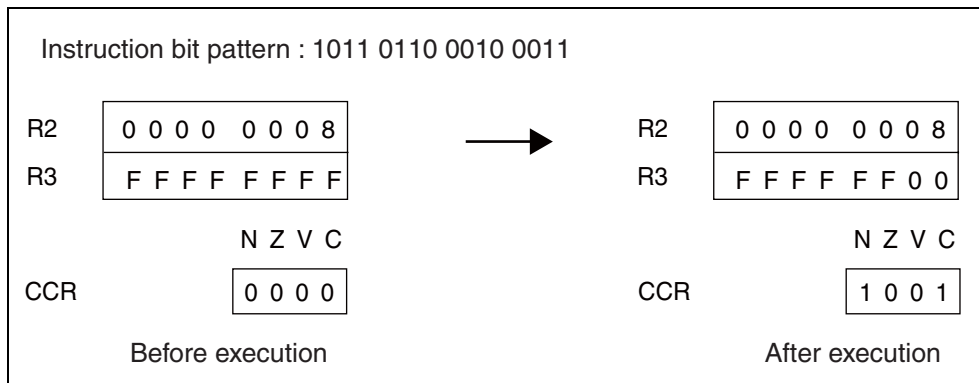 Instruction bit pattern : 1011 0110 0010 0011
R2 0 0 0 0 0 0 0 8 R2 0 0 0 0 0 0 0 8
R3 F F F F F F F F R3 F F F F F F 0 0
N Z V C N Z V C
CCR 0 0 0 0 CCR 1 0 0 1
Before execution After execution